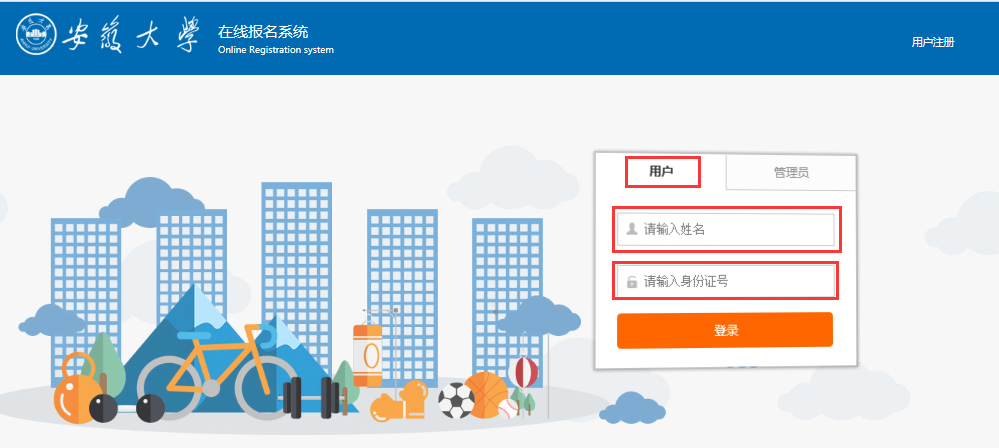 安徽大学
在线报名系统
Online Registration system
用户注册
用户
管理员
请输入姓名
请输入身份证号
登录